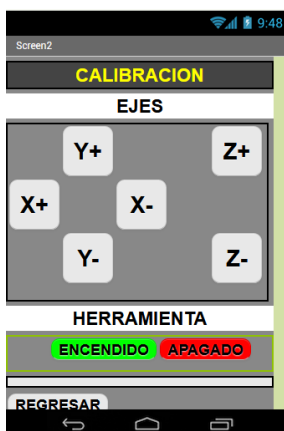 9:48
Screen2
CALIBRACION
EJES
Y+ Z+
X+ X-
Y- Z-
HERRAMIENTA
ENCENDIDO APAGADO
REGRESAR